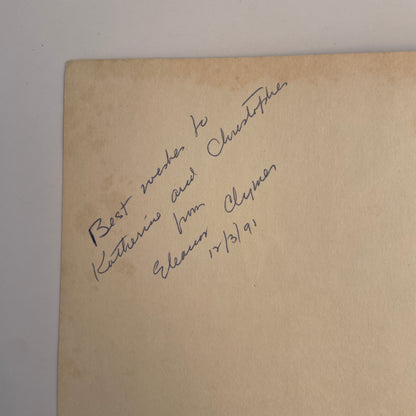 Best wishes to
Katherine and Christopher
from
Eleanor Clymer
12/3/91